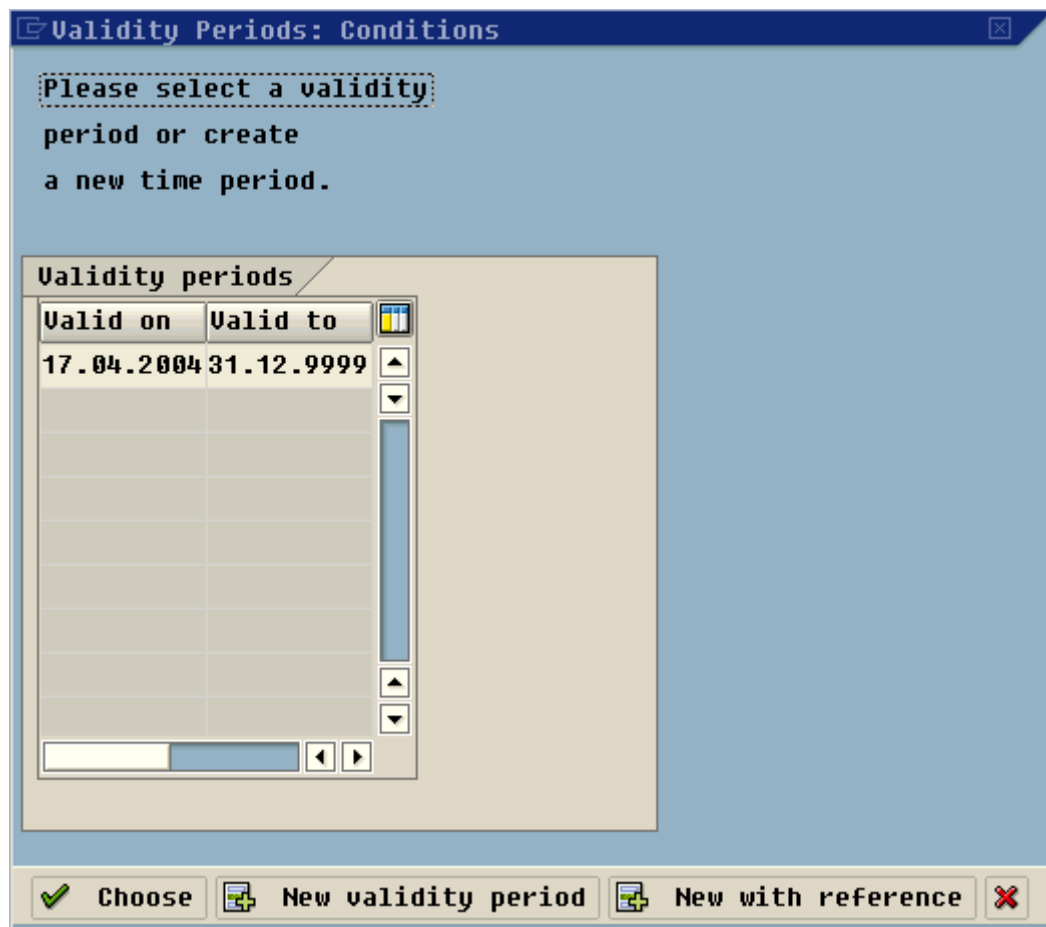 Validity Periods: Conditions
Please select a validity
period or create
a new time period.
Validity periods
Valid on Valid to
17.04.2004 31.12.9999
Choose New validity period New with reference